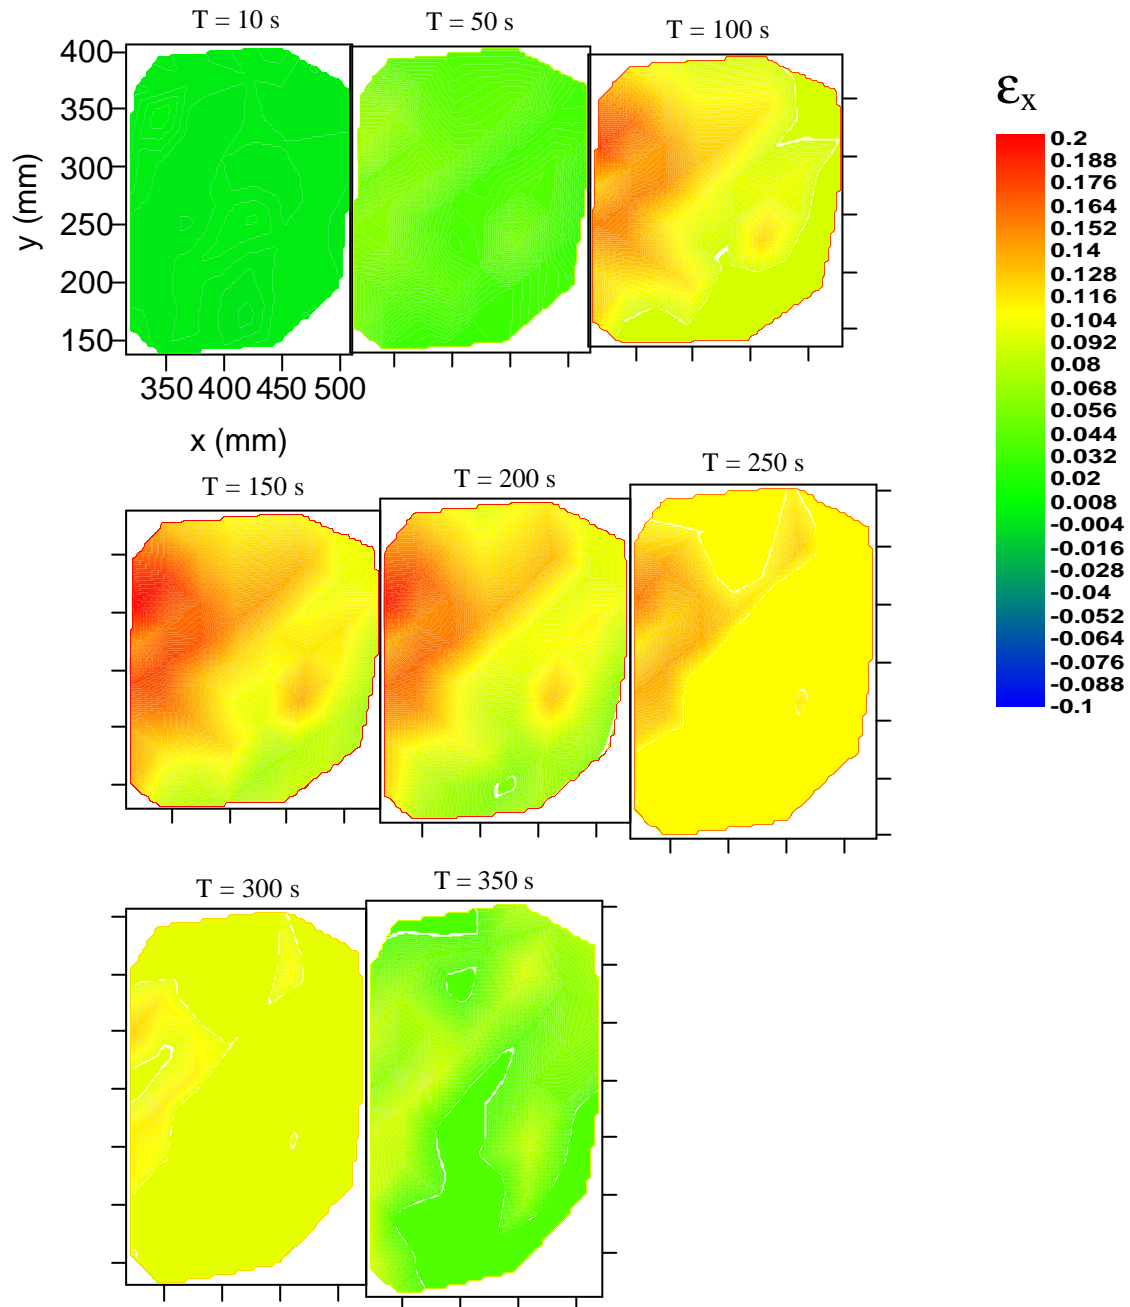 T = 10 s
T = 50 s
T = 100 s
400
350
300
250
200
150
y (mm)
350 400 450 500
x (mm)
εx
0.2
0.188
0.176
0.164
0.152
0.14
0.128
0.116
0.104
0.092
0.08
0.068
0.056
0.044
0.032
0.02
0.008
-0.004
-0.016
-0.028
-0.04
-0.052
-0.064
-0.076
-0.088
-0.1
T = 150 s
T = 200 s
T = 250 s
T = 300 s
T = 350 s